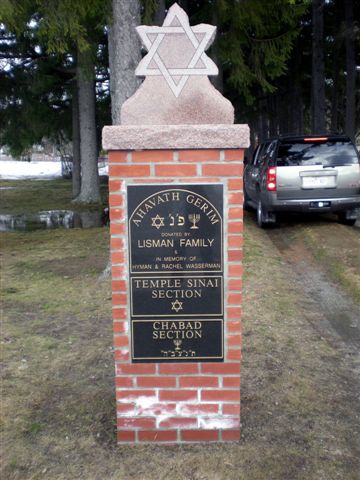 AHAVATH GERIM
פ״נ
DONATED BY
LISMAN FAMILY
&
IN MEMORY OF
HYMAN & RACHEL WASSERMAN
TEMPLE SINAI
SECTION
CHABAD
SECTION
ת׳נ׳צ׳ב׳ה׳